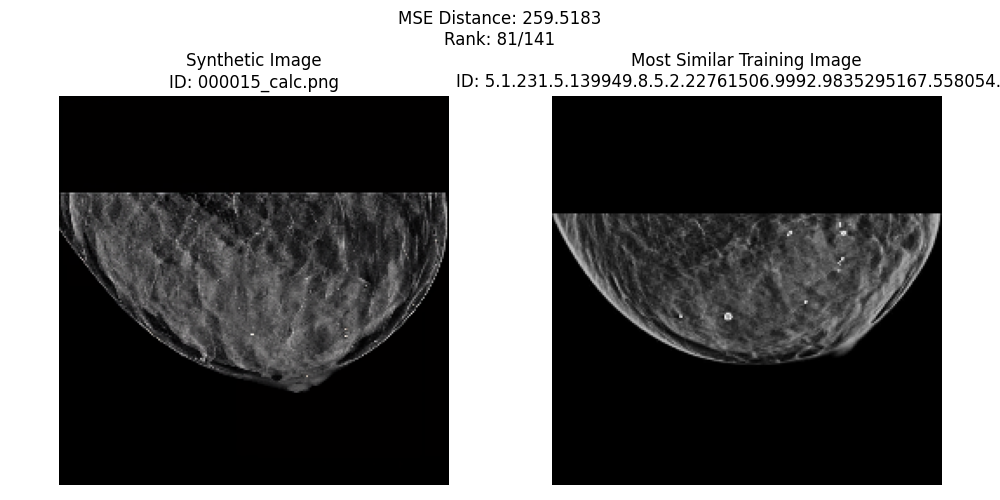 MSE Distance: 259.5183
Rank: 81/141
Synthetic Image
ID: 000015_calc.png
Most Similar Training Image
ID: 5.1.231.5.139949.8.5.2.22761506.9992.9835295167.558054.